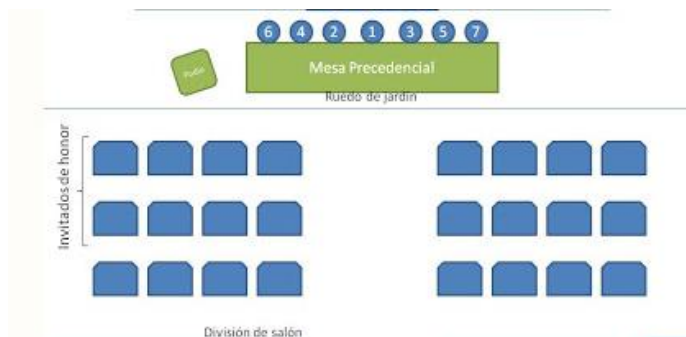 6 4 2 1 3 5 7
Mesa Precedencial
Ruedo de jardín
Invitados de honor
División de salón